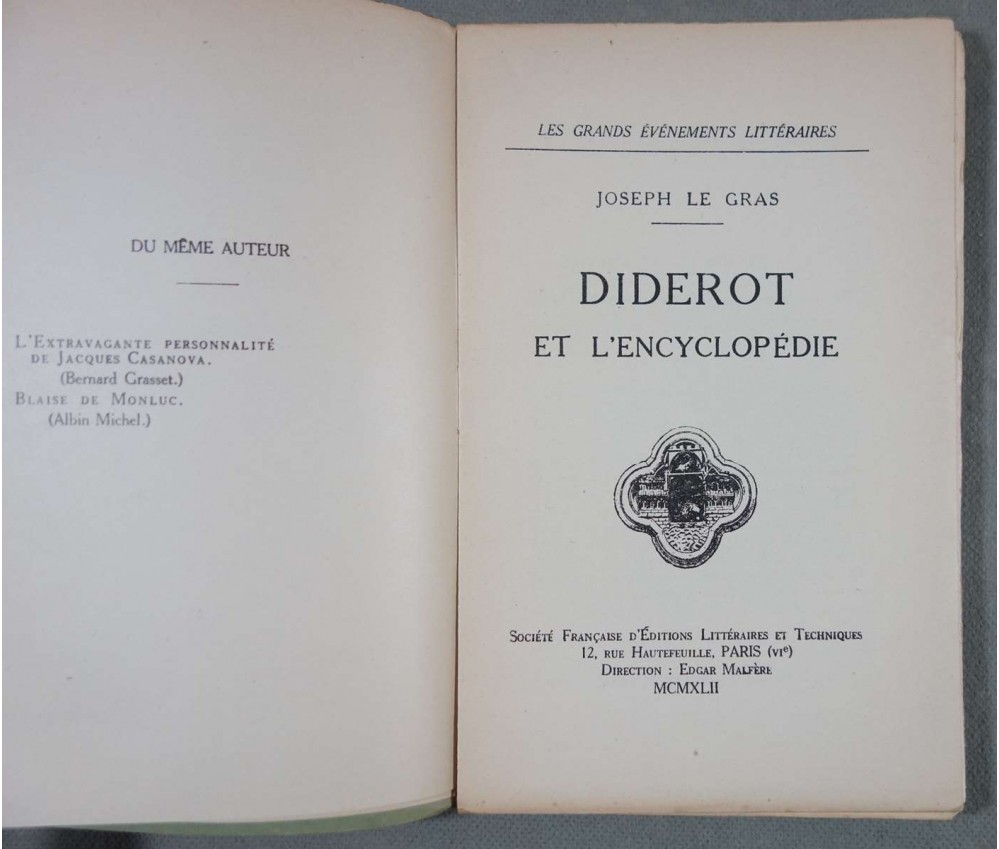 DU MÊME AUTEUR
L'EXTRAVAGANTE PERSONNALITÉ
DE JACQUES CASANOVA.
(Bernard Grasset.)
BLAISE DE MONLUC.
(Albin Michel.)
LES GRANDS ÉVÉNEMENTS LITTÉRAIRES
JOSEPH LE GRAS
DIDEROT
ET L'ENCYCLOPÉDIE
SOCIÉTÉ FRANÇAISE D'ÉDITIONS LITTÉRAIRES ET TECHNIQUES
12, RUE HAUTEFEUILLE, PARIS (VIe)
DIRECTION : EDGAR MALFÈRE
MCMXLII